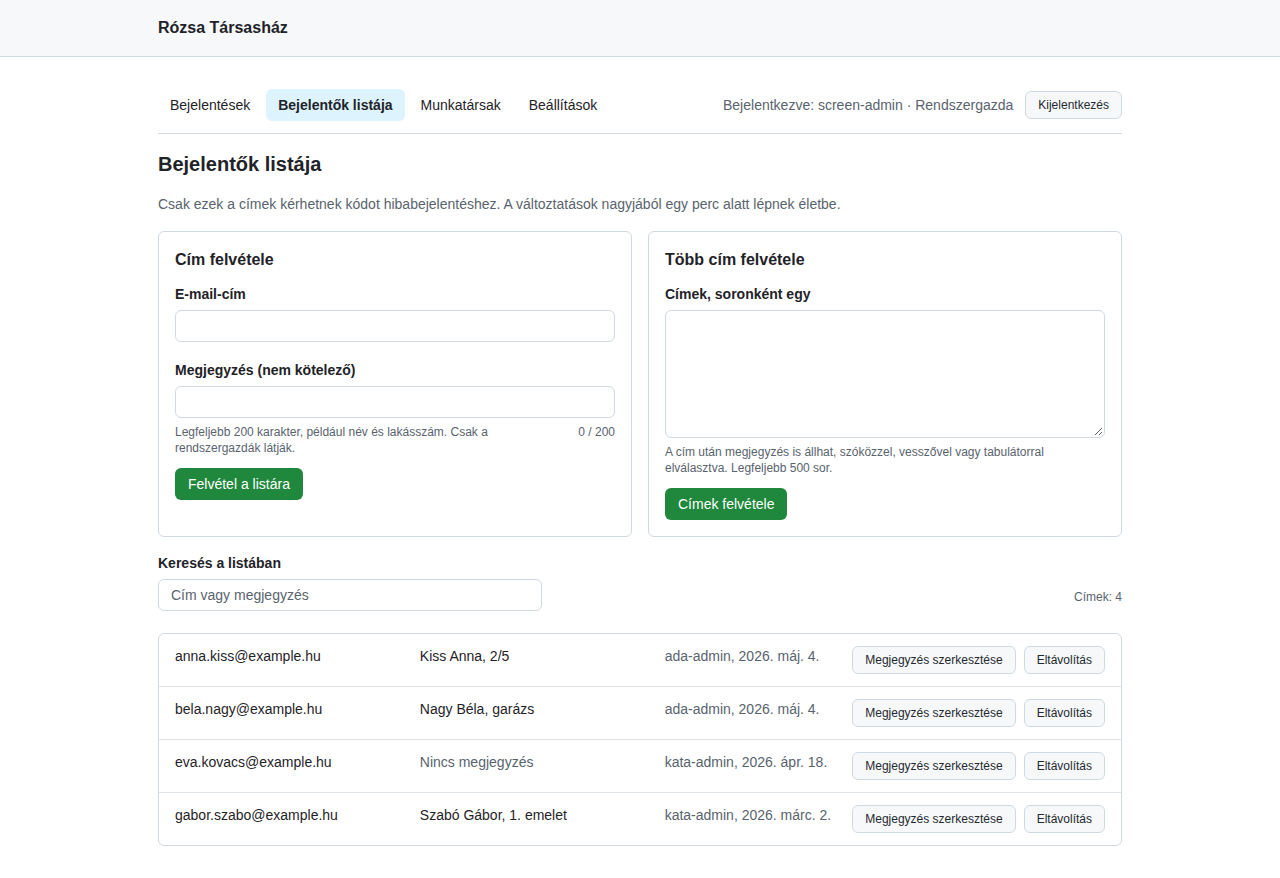 Rózsa Társasház
Bejelentések
Bejelentők listája
Munkatársak
Beállítások
Bejelentkezve: screen-admin · Rendszergazda
Kijelentkezés
Bejelentők listája
Csak ezek a címek kérhetnek kódot hibabejelentéshez. A változtatások nagyjából egy perc alatt lépnek életbe.
Cím felvétele
E-mail-cím
Megjegyzés (nem kötelező)
Legfeljebb 200 karakter, például név és lakásszám. Csak a
rendszergazdák látják.
0 / 200
Felvétel a listára
Több cím felvétele
Címek, soronként egy
A cím után megjegyzés is állhat, szóközzel, vesszővel vagy tabulátorral
elválasztva. Legfeljebb 500 sor.
Címek felvétele
Keresés a listában
Cím vagy megjegyzés
Címek: 4
anna.kiss@example.hu Kiss Anna, 2/5 ada-admin, 2026. máj. 4. Megjegyzés szerkesztése Eltávolítás
bela.nagy@example.hu Nagy Béla, garázs ada-admin, 2026. máj. 4. Megjegyzés szerkesztése Eltávolítás
eva.kovacs@example.hu Nincs megjegyzés kata-admin, 2026. ápr. 18. Megjegyzés szerkesztése Eltávolítás
gabor.szabo@example.hu Szabó Gábor, 1. emelet kata-admin, 2026. márc. 2. Megjegyzés szerkesztése Eltávolítás